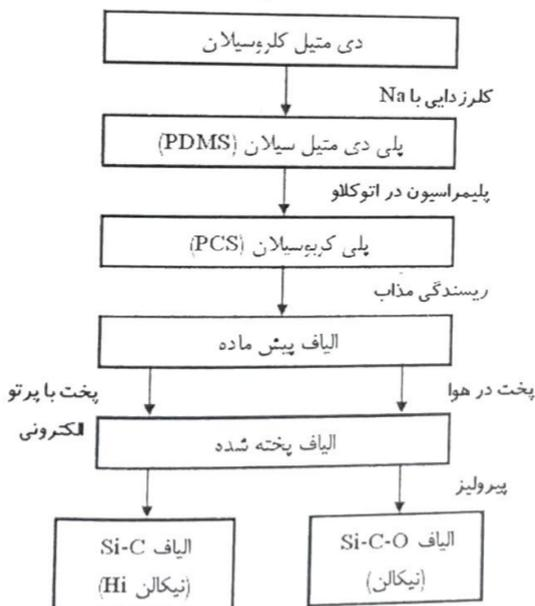 دی متیل کلروسیلان
کلرزدایی با Na
پلی دی متیل سیلان (PDMS)
پلیمراسیون در اتوکلاو
پلی کربوسیلان (PCS)
ریسندگی مذاب
الیاف پیش ماده
پخت با پرتو
الکترونی
پخت در هوا
الیاف پخته شده
پیرولیز
الیاف Si-C
(نیکالن Hi)
الیاف Si-C-O
(نیکالن)